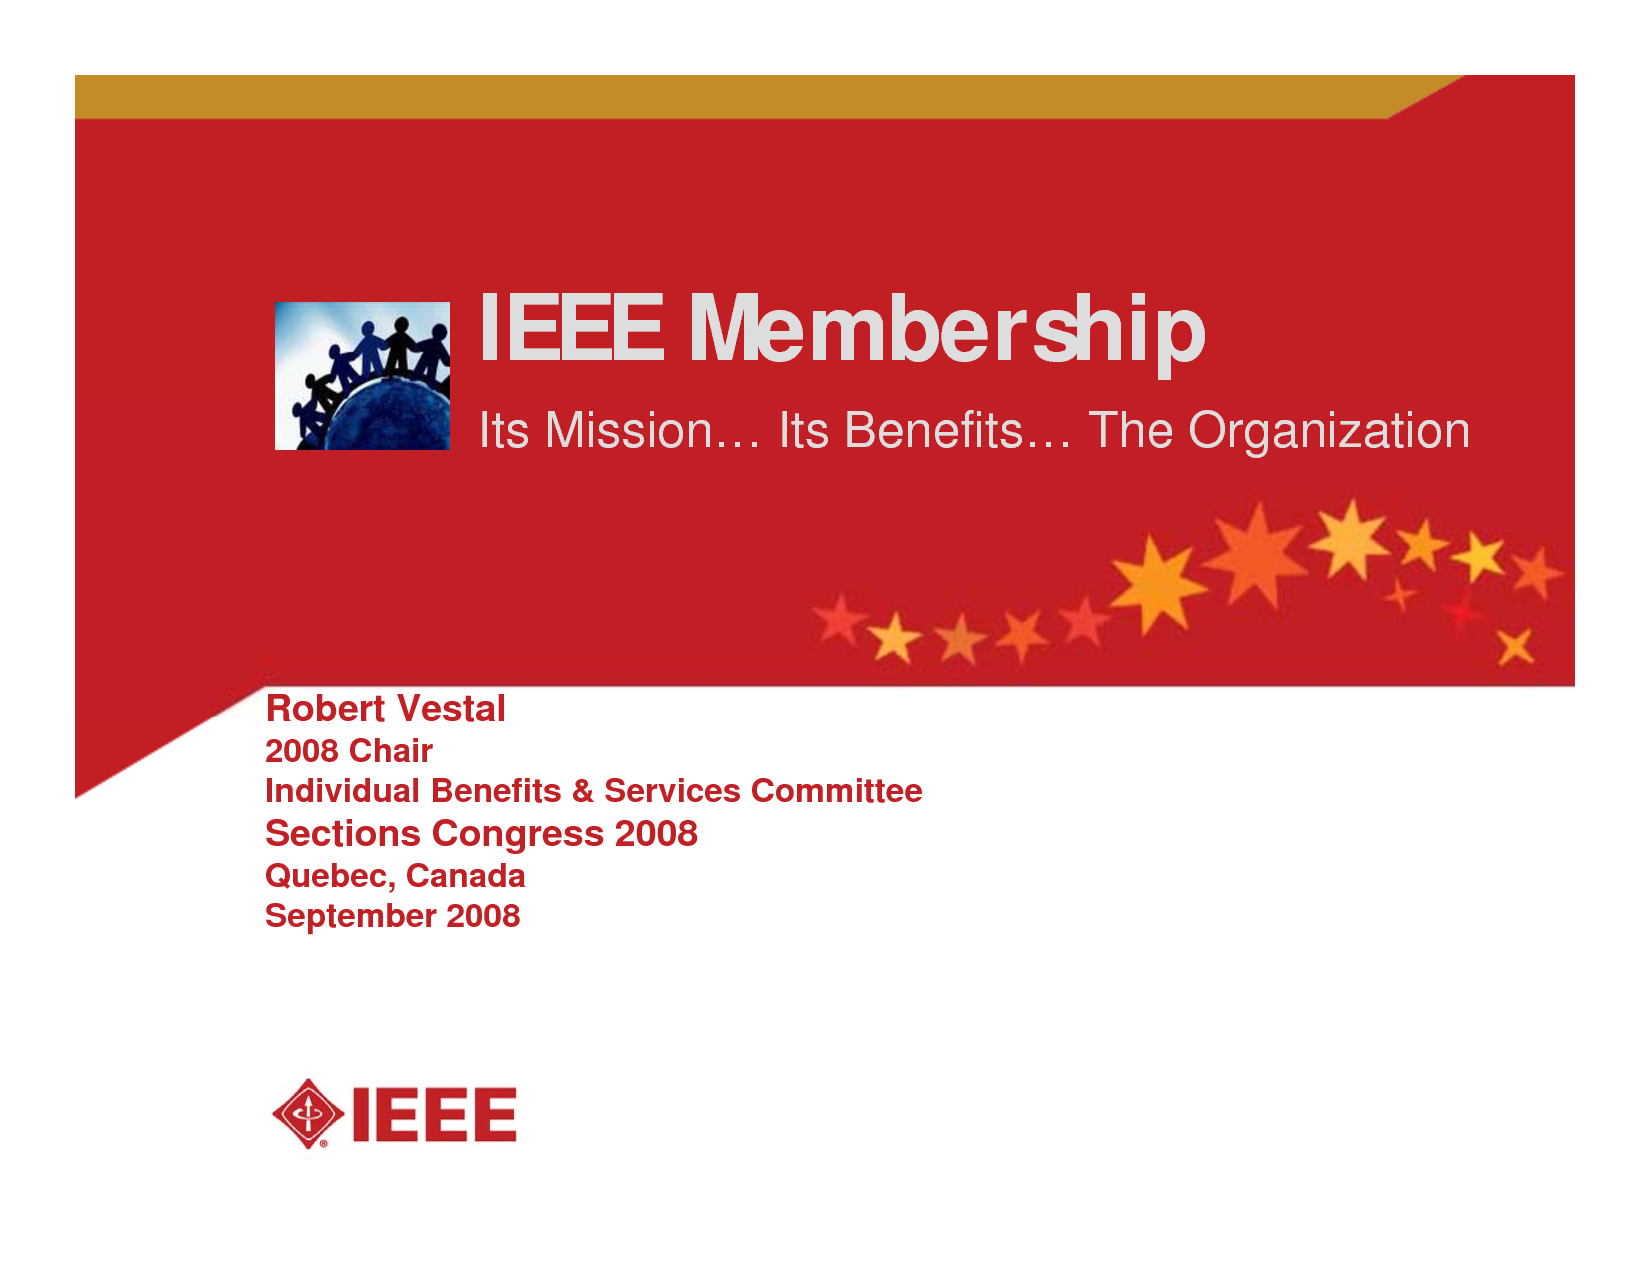 IEEE Membership
Its Mission… Its Benefits… The Organization
Robert Vestal
2008 Chair
Individual Benefits & Services Committee
Sections Congress 2008
Quebec, Canada
September 2008
IEEE®